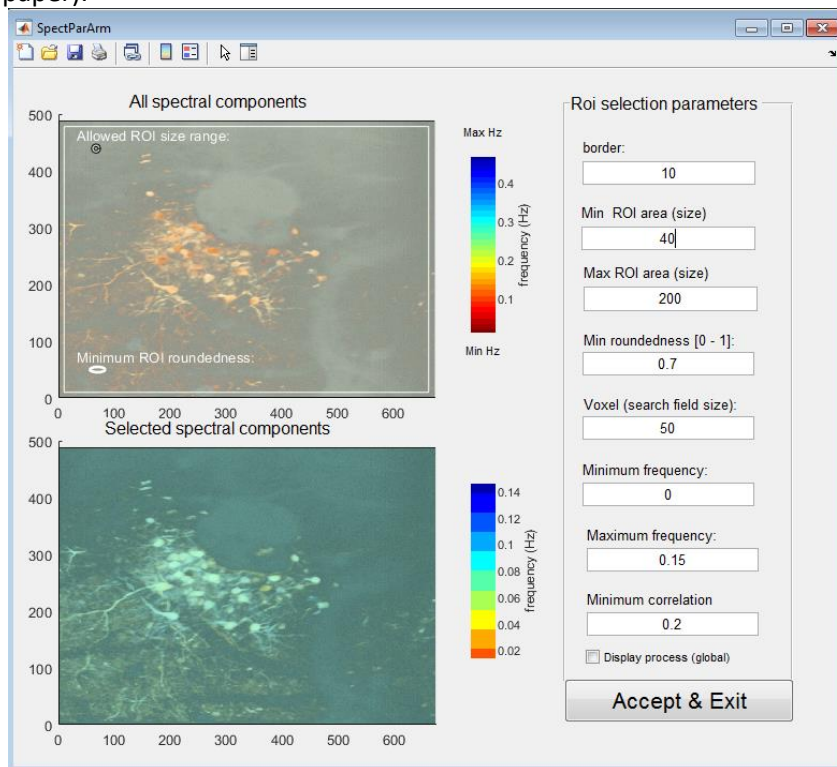 paper).
SpectParArm
All spectral components
Allowed ROI size range:
Minimum ROI roundedness:
500
400
300
200
100
0
0 100 200 300 400 500 600
Max Hz
0.4
0.3
0.2
0.1
frequency (Hz)
Min Hz
Selected spectral components
500
400
300
200
100
0
0 100 200 300 400 500 600
0.14
0.12
0.1
0.08
0.06
0.04
0.02
frequency (Hz)
Roi selection parameters
border:
10
Min ROI area (size)
40
Max ROI area (size)
200
Min roundedness [0 - 1]:
0.7
Voxel (search field size):
50
Minimum frequency:
0
Maximum frequency:
0.15
Minimum correlation
0.2
Display process (global)
Accept & Exit